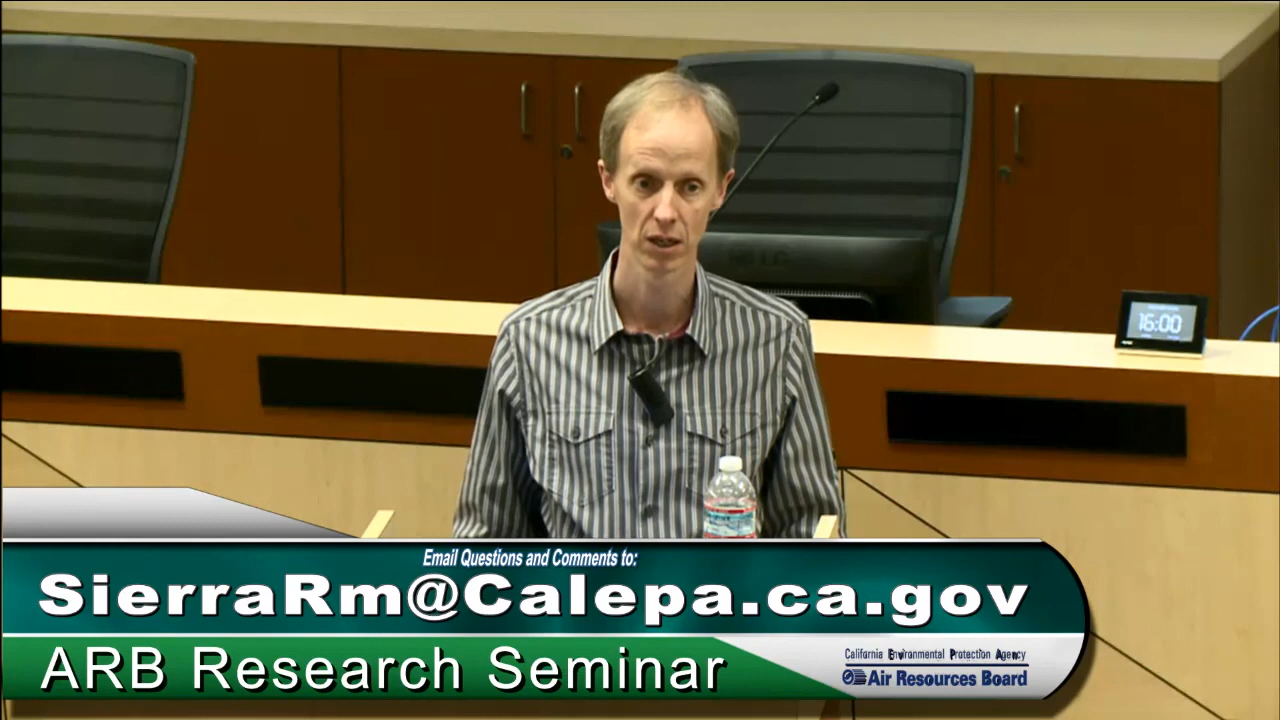 16:00
Email Questions and Comments to:
SierraRm@Calepa.ca.gov
ARB Research Seminar
California Environmental Protection Agency
Air Resources Board